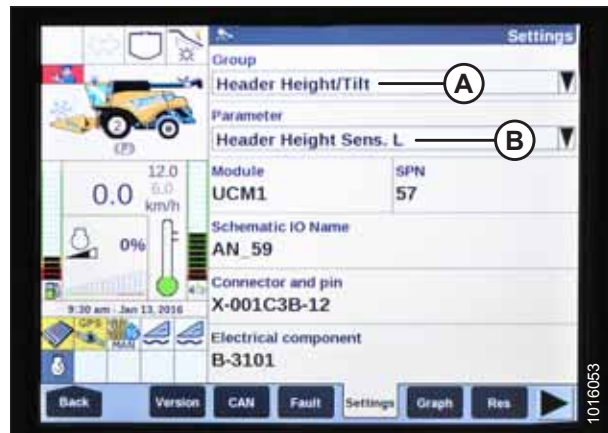 Settings
Group
Header Height/Tilt
A
Parameter
Header Height Sens. L
B
Module
UCM1
SPN
57
Schematic IO Name
AN_59
Connector and pin
X-001C3B-12
Electrical component
B-3101
2
(P)
0.0
12.0
6.0
km/h
0%
9:30 am - Jan 13, 2016
GPS
MAN
Back
Version
CAN
Fault
Settings
Graph
Res
1016053